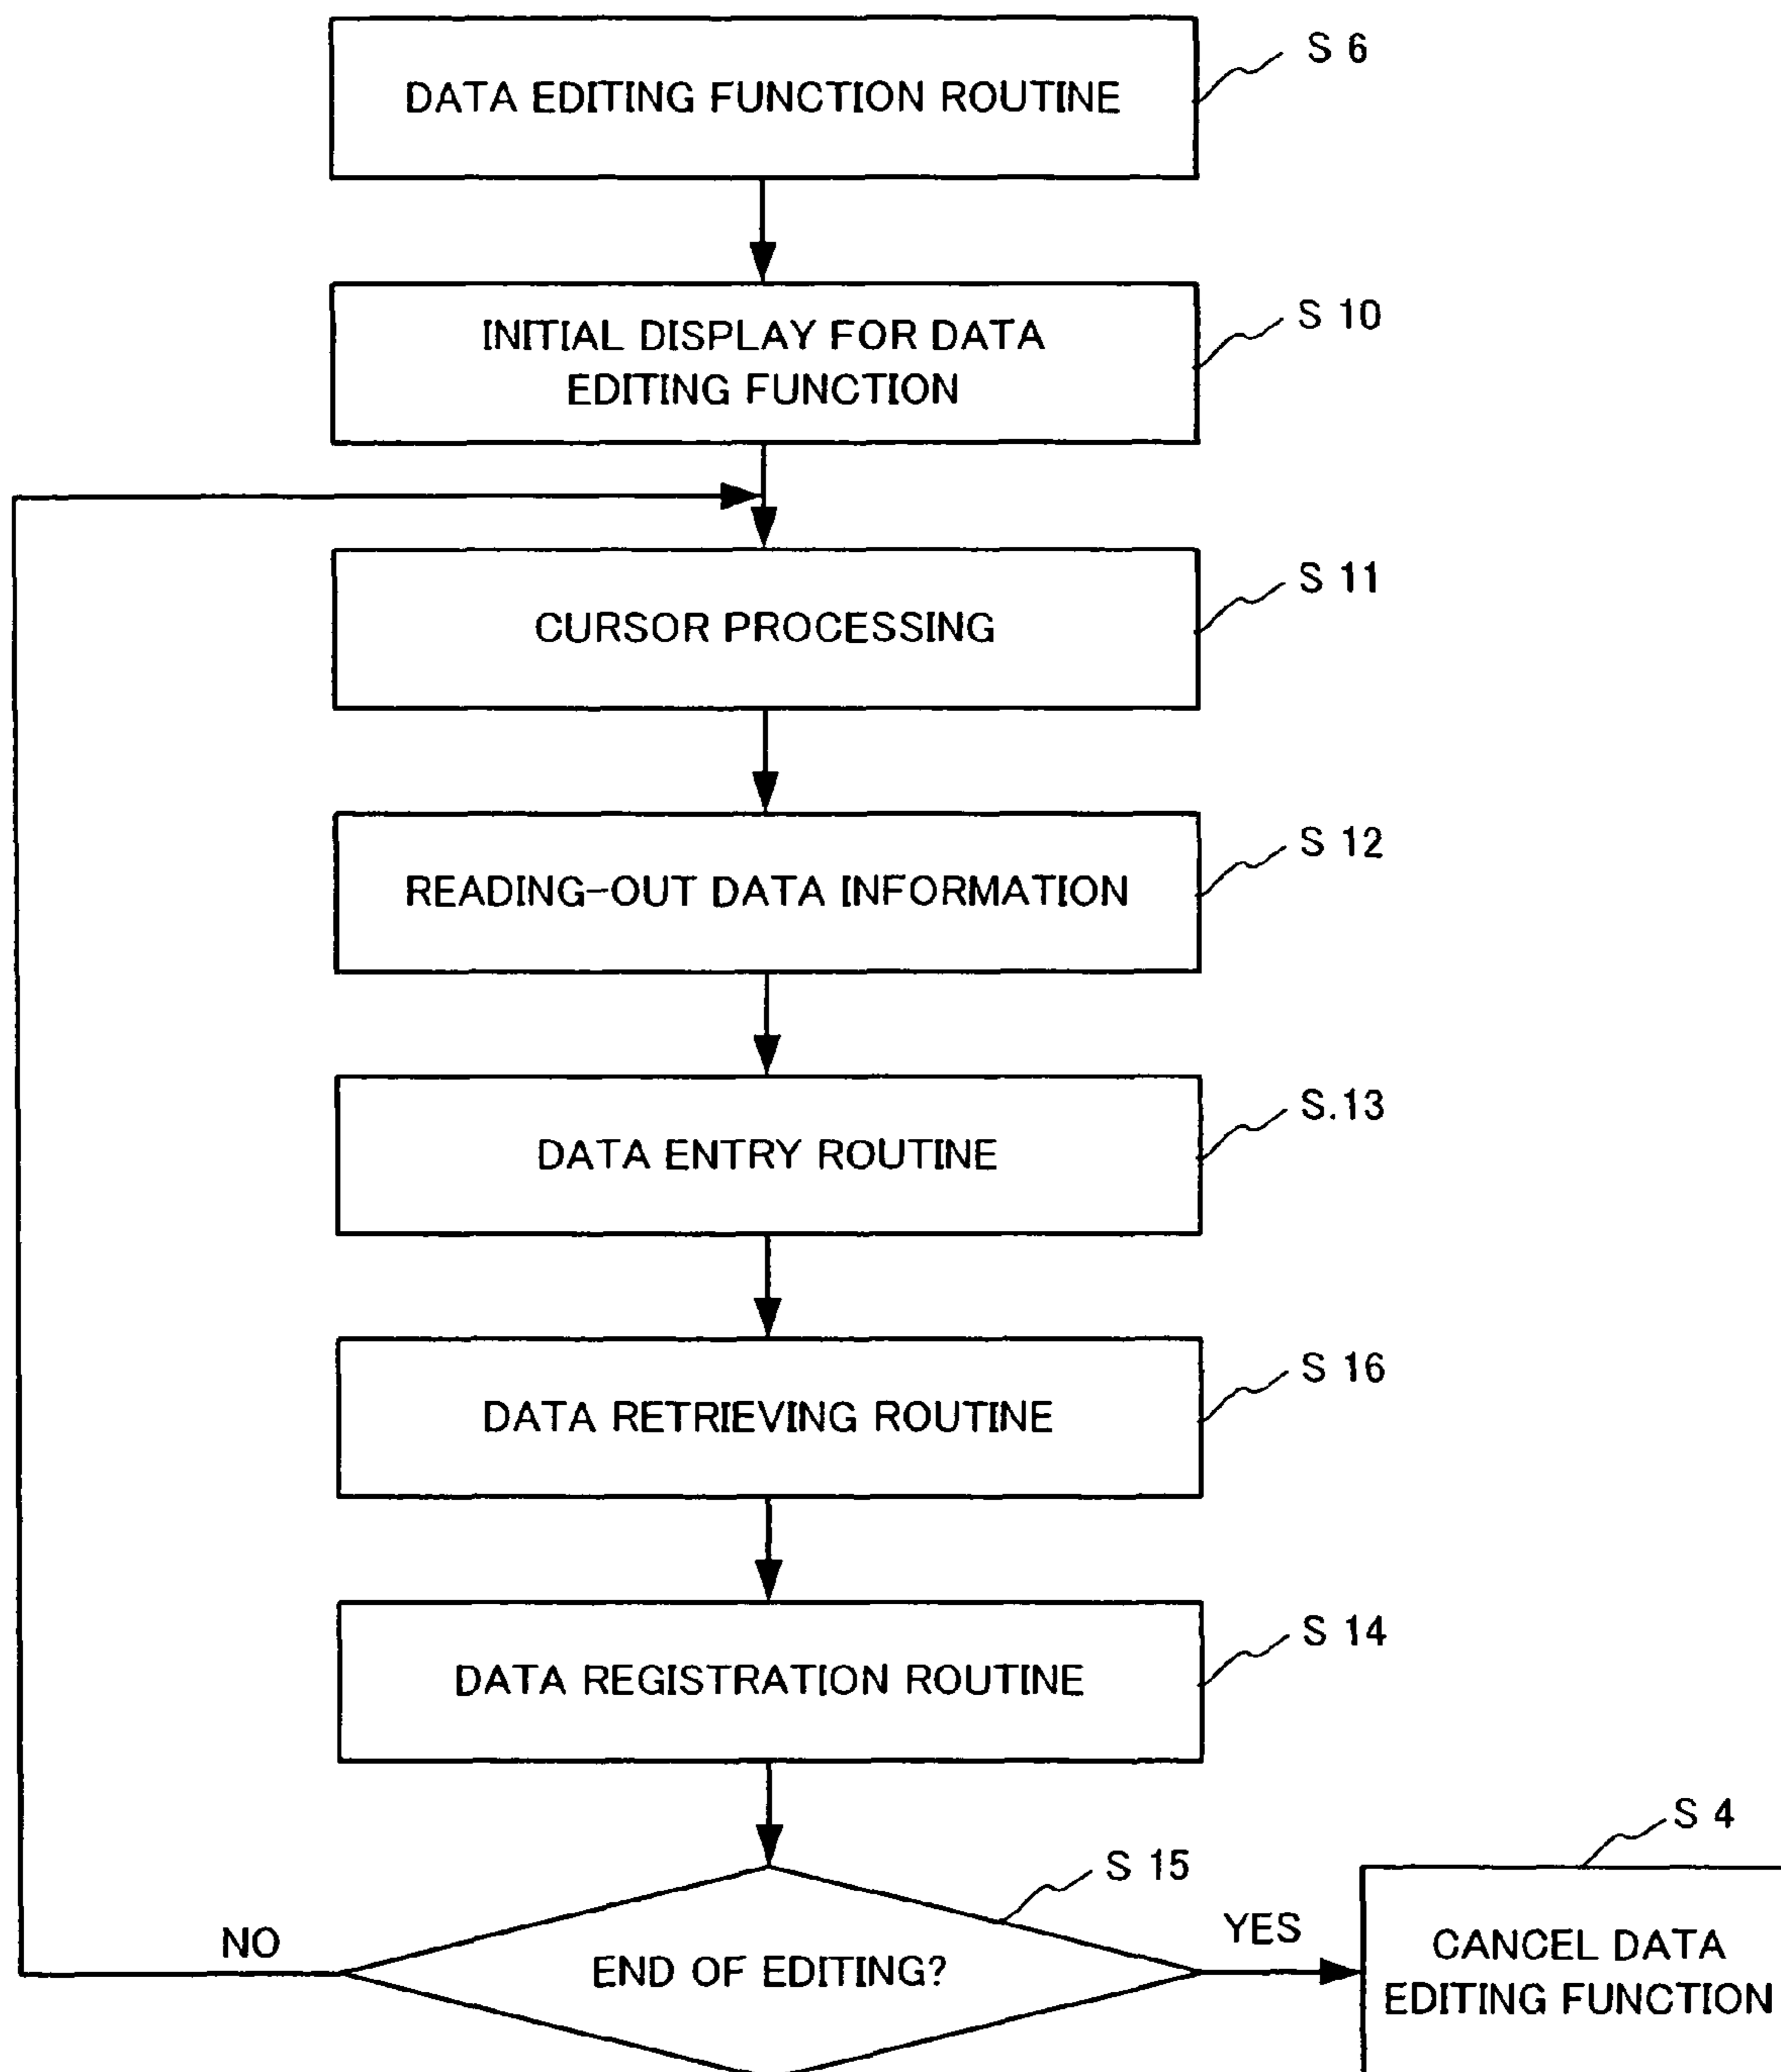 S 6
DATA EDITING FUNCTION ROUTINE
S 10
INITIAL DISPLAY FOR DATA
EDITING FUNCTION
S 11
CURSOR PROCESSING
S 12
READING-OUT DATA INFORMATION
S.13
DATA ENTRY ROUTINE
S 16
DATA RETRIEVING ROUTINE
S 14
DATA REGISTRATION ROUTINE
S 4
S 15
NO
END OF EDITING?
YES
CANCEL DATA
EDITING FUNCTION